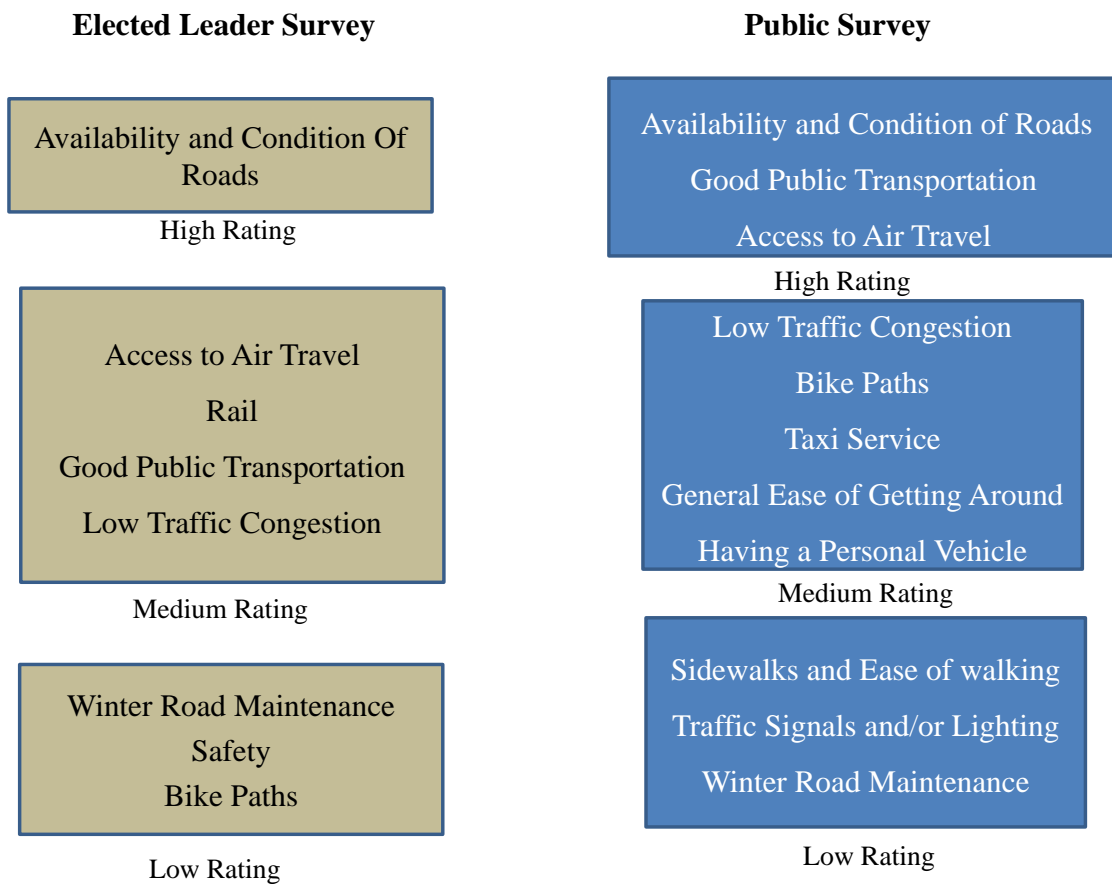 Elected Leader Survey
Availability and Condition Of
Roads
High Rating
Access to Air Travel
Rail
Good Public Transportation
Low Traffic Congestion
Medium Rating
Winter Road Maintenance
Safety
Bike Paths
Low Rating
Public Survey
Availability and Condition of Roads
Good Public Transportation
Access to Air Travel
High Rating
Low Traffic Congestion
Bike Paths
Taxi Service
General Ease of Getting Around
Having a Personal Vehicle
Medium Rating
Sidewalks and Ease of walking
Traffic Signals and/or Lighting
Winter Road Maintenance
Low Rating